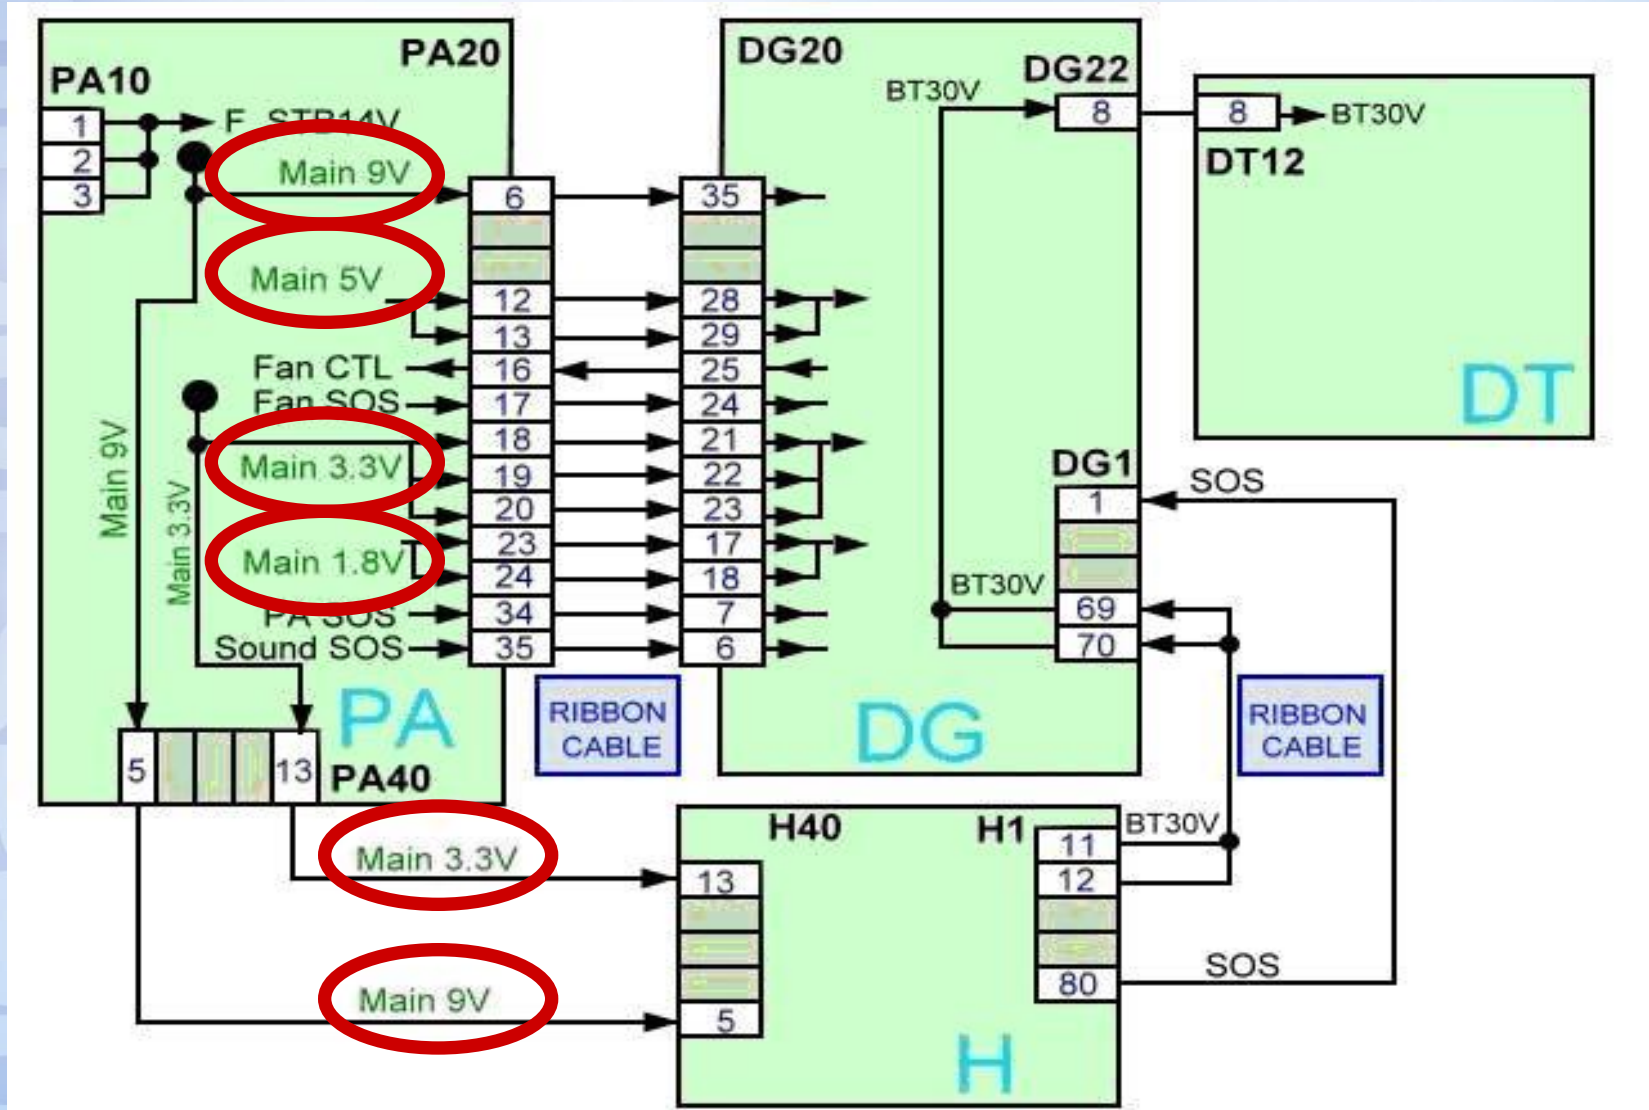 PA20
PA10
1
F_STB14V
2
3
Main 9V
Main 5V
Fan CTL
Fan SOS
Main 3.3V
Main 1.8V
PA SOS
Sound SOS
Main 9V
Main 3.3V
6
12
13
16
17
18
19
20
23
24
34
35
PA
5
13
PA40
RIBBON
CABLE
DG20
35
28
29
25
24
21
22
23
17
18
7
6
DG22
BT30V
8
DG1
1
BT30V
69
70
DG
8
BT30V
DT12
DT
SOS
RIBBON
CABLE
Main 3.3V
Main 9V
H40
H1
13
5
11
12
80
BT30V
SOS
H